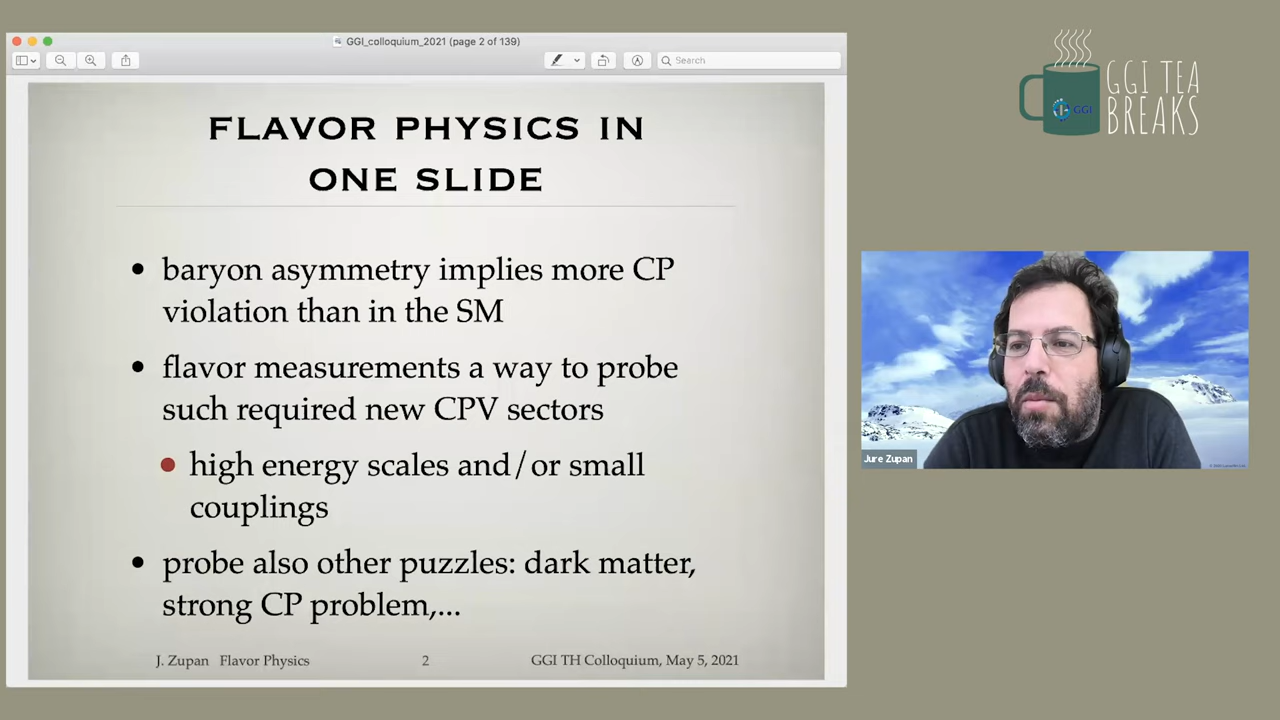 GGI_colloquium_2021 (page 2 of 139)
Search
FLAVOR PHYSICS IN
ONE SLIDE
• baryon asymmetry implies more CP
violation than in the SM
• flavor measurements a way to probe
such required new CPV sectors
• high energy scales and/or small
couplings
• probe also other puzzles: dark matter,
strong CP problem,...
J. Zupan Flavor Physics
2
GGI TH Colloquium, May 5, 2021
GGI
GGI TEA
BREAKS
Jure Zupan